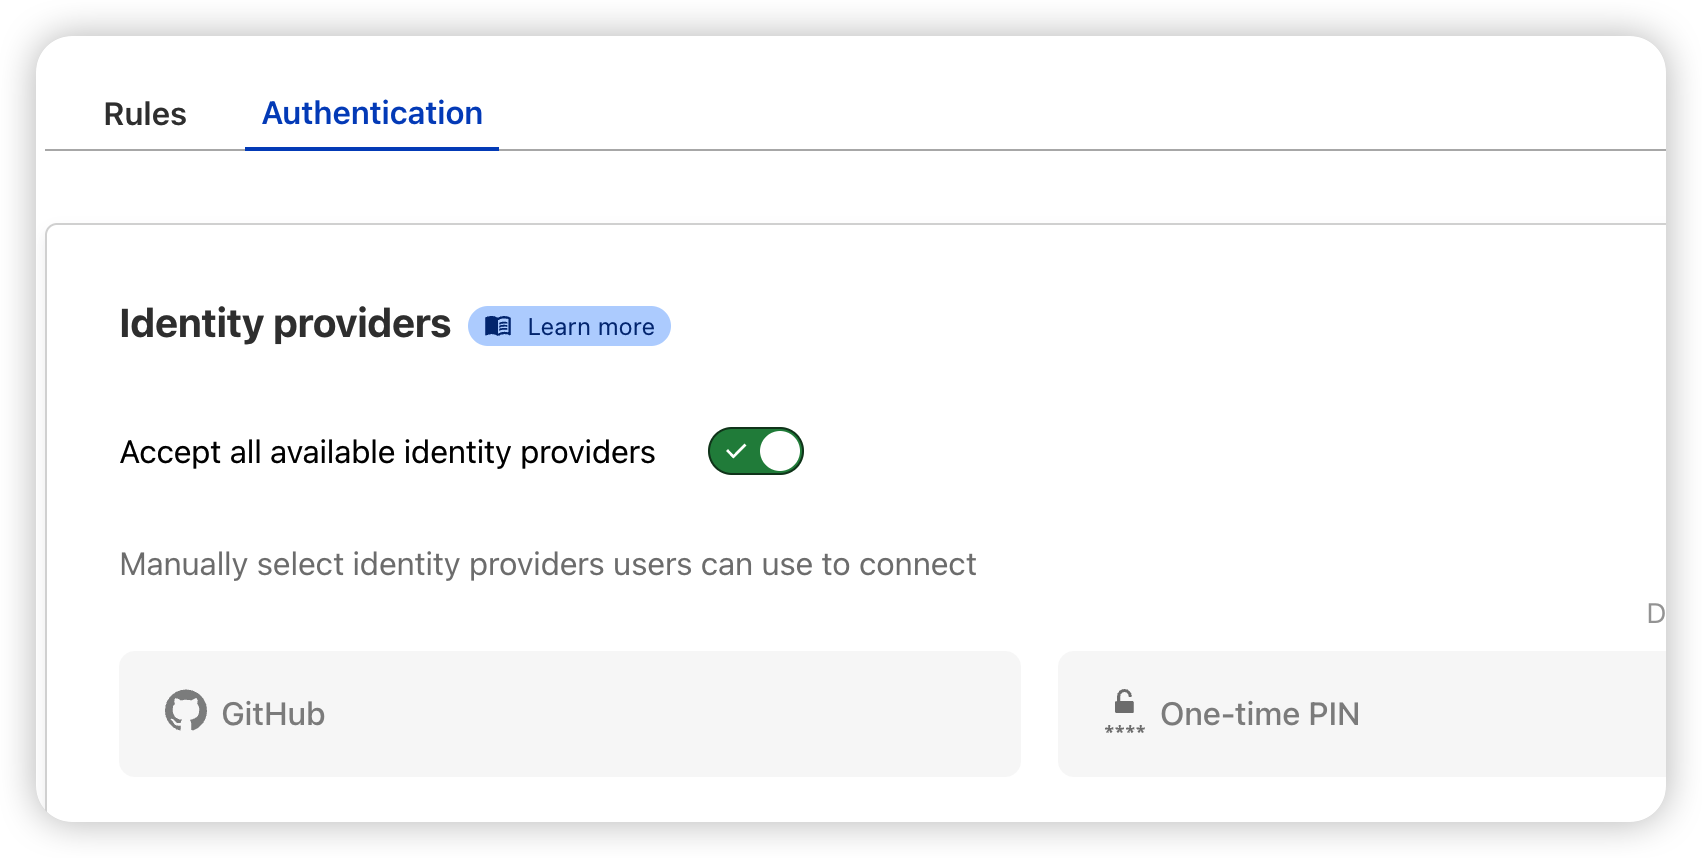 Rules Authentication
Identity providers Learn more
Accept all available identity providers
Manually select identity providers users can use to connect
D
GitHub One-time PIN
****